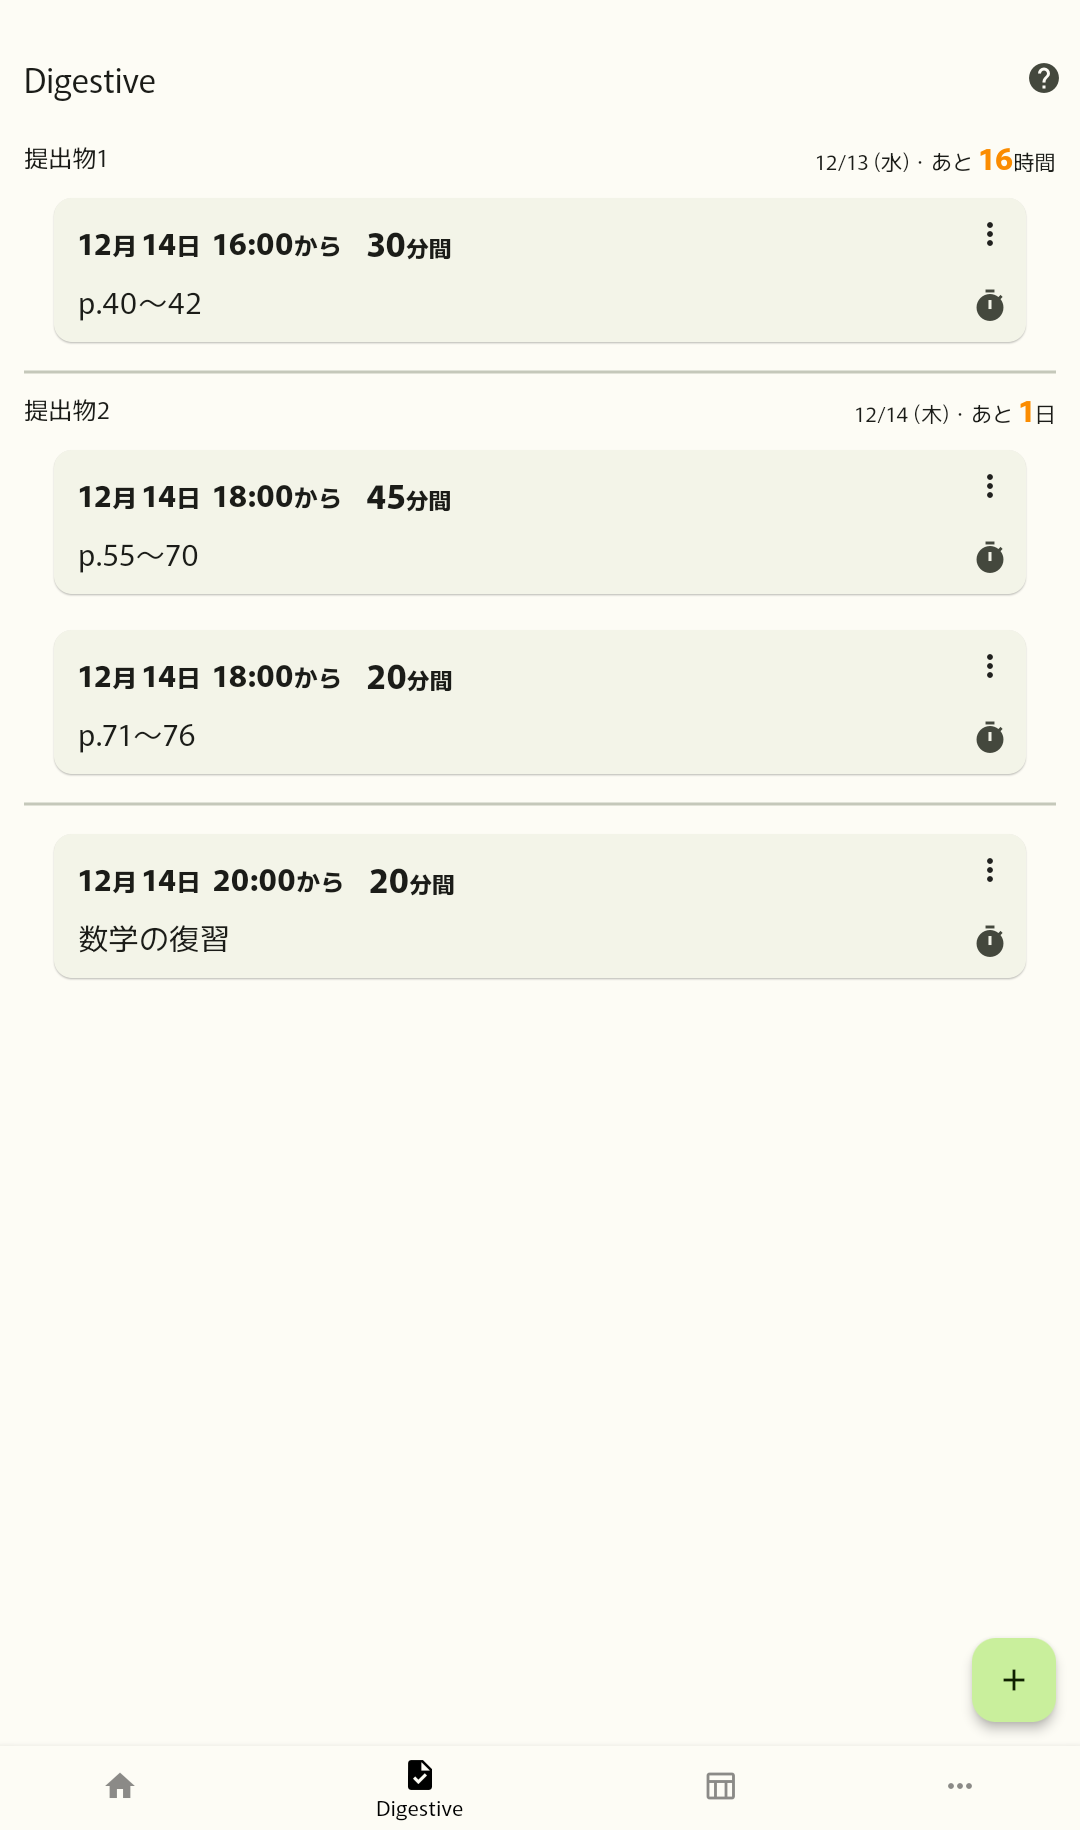 Digestive
提出物1
12/13 (水)・あと 16時間
12月14日 16:00から 30分間
p.40〜42
提出物2
12/14 (木)・あと 1日
12月14日 18:00から 45分間
p.55〜70
12月14日 18:00から 20分間
p.71〜76
12月14日 20:00から 20分間
数学の復習
Digestive